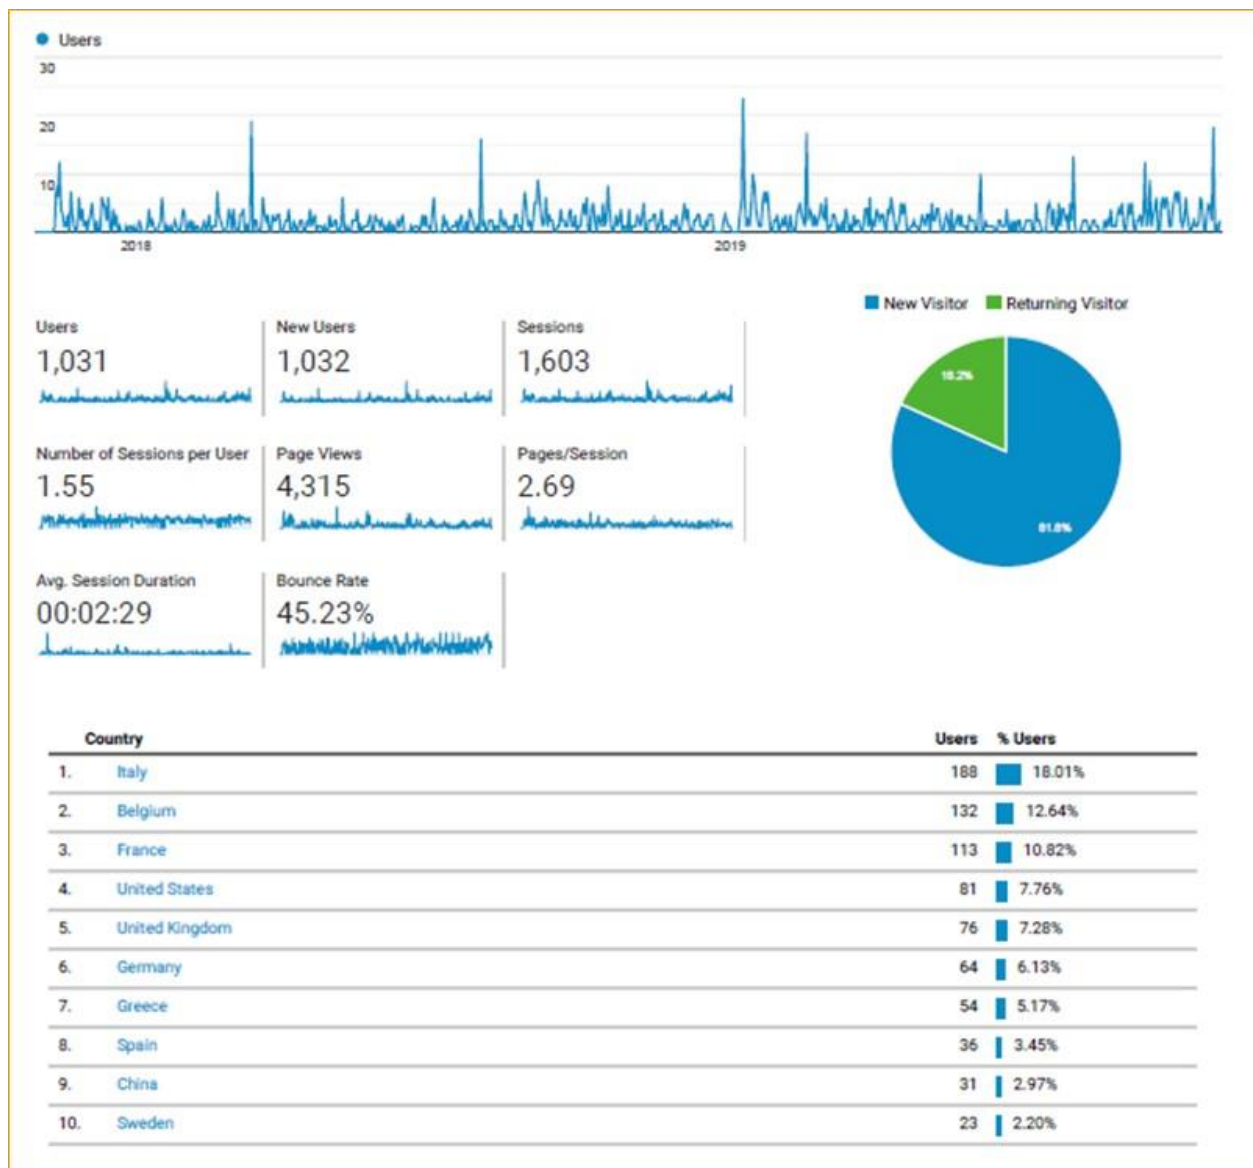 Users
30
20
10
2018 2019
New Visitor Returning Visitor
Users New Users Sessions
1,031 1,032 1,603
18.2%
Number of Sessions per User Page Views Pages/Session
1.55 4,315 2.69
81.8%
Avg. Session Duration Bounce Rate
00:02:29 45.23%
Country Users % Users
1. Italy 188 18.01%
2. Belgium 132 12.64%
3. France 113 10.82%
4. United States 81 7.76%
5. United Kingdom 76 7.28%
6. Germany 64 6.13%
7. Greece 54 5.17%
8. Spain 36 3.45%
9. China 31 2.97%
10. Sweden 23 2.20%